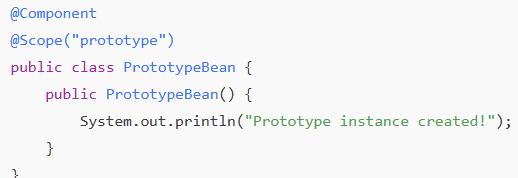 @Component
@Scope("prototype")
public class PrototypeBean {
    public PrototypeBean() {
        System.out.println("Prototype instance created!");
    }
}